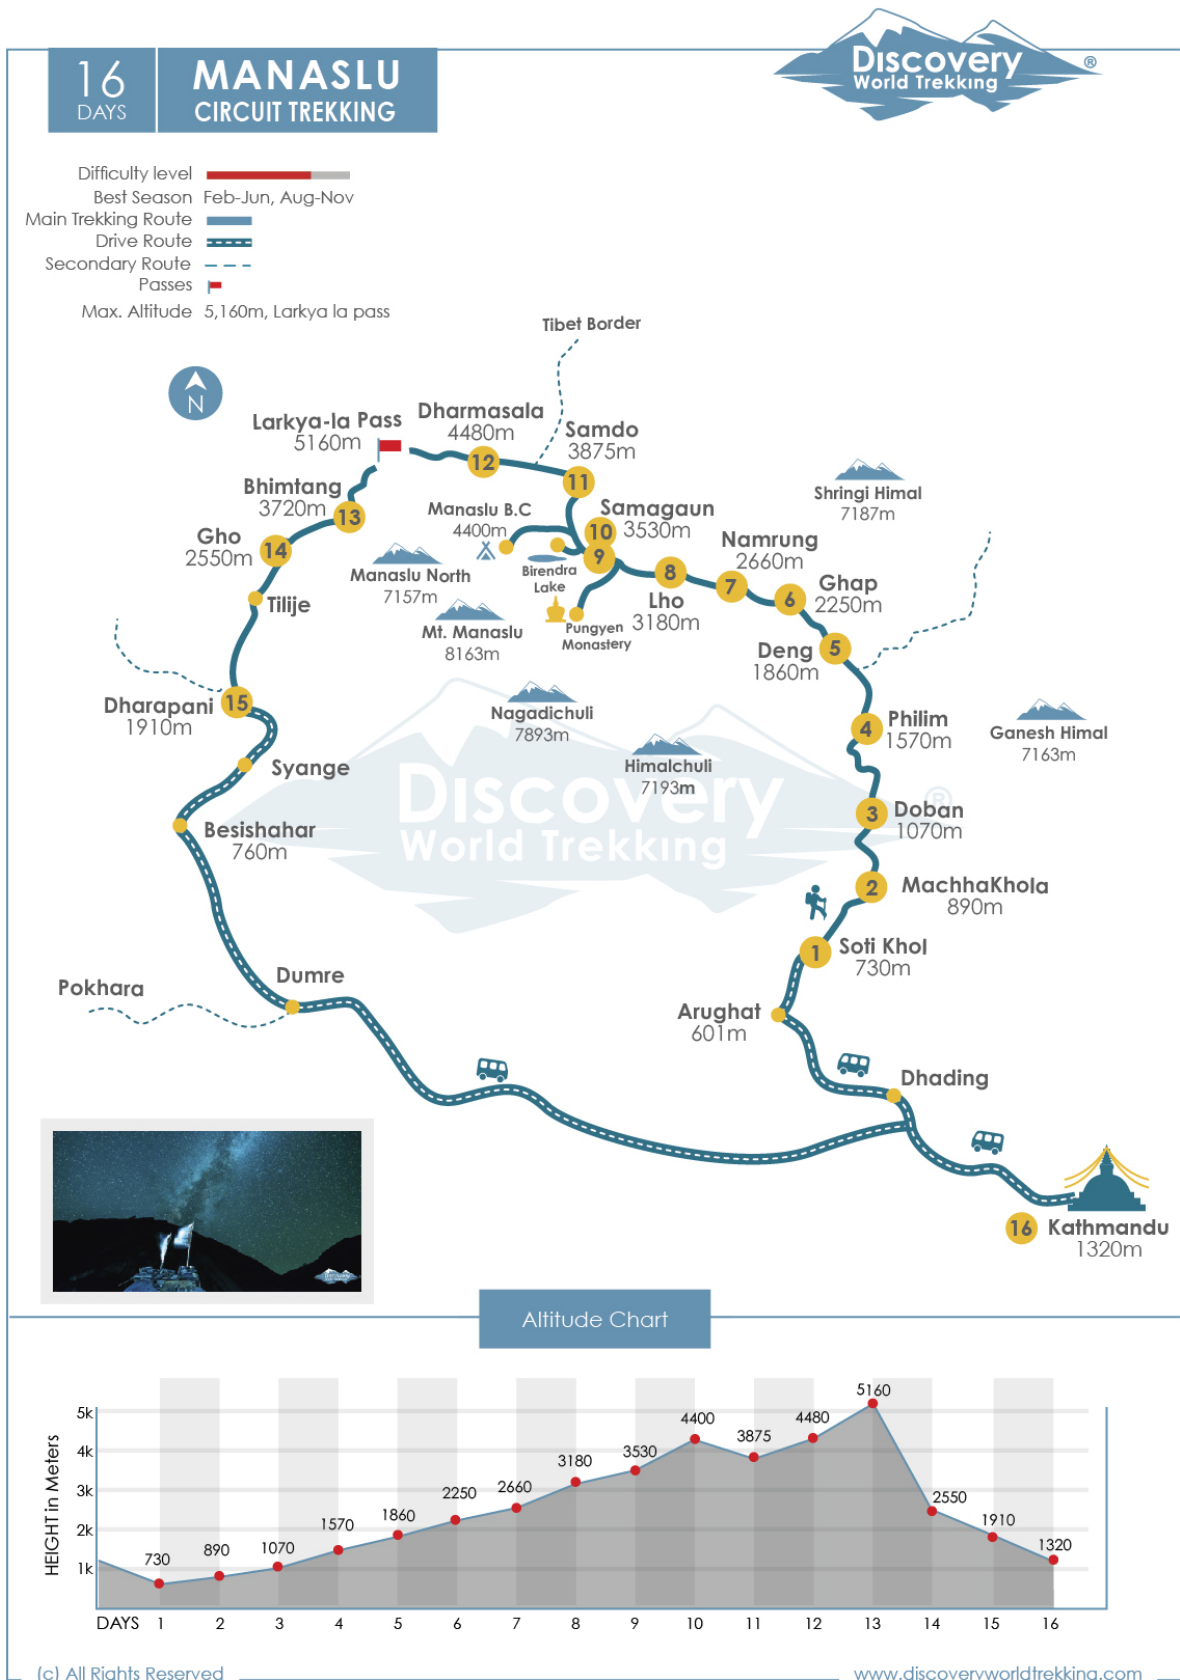 16
DAYS
MANASLU
CIRCUIT TREKKING
Discovery
World Trekking
®
Difficulty level
Best Season Feb-Jun, Aug-Nov
Main Trekking Route
Drive Route
Secondary Route
Passes
Max. Altitude 5,160m, Larkya la pass
N
Tibet Border
Larkya-la Pass
5160m
Dharmasala
4480m
12
Samdo
3875m
11
Bhimtang
3720m
13
Manaslu B.C
4400m
Samagaun
3530m
10
9
Shringi Himal
7187m
Gho
2550m
14
Manaslu North
7157m
Birendra
Lake
8
Lho
3180m
Namrung
2660m
7
Ghap
2250m
6
Tilije
Mt. Manaslu
8163m
Pungyen
Monastery
Deng
1860m
5
Dharapani
1910m
15
Nagadichuli
7893m
Philim
1570m
4
Ganesh Himal
7163m
Syange
Himalchuli
7193m
Discovery
World Trekking
®
Besishahar
760m
3
Doban
1070m
2
MachhaKhola
890m
1
Soti Khol
730m
Pokhara
Dumre
Arughat
601m
Dhading
16
Kathmandu
1320m
Altitude Chart
HEIGHT in Meters
5k
4k
3k
2k
1k
730
890
1070
1570
1860
2250
2660
3180
3530
4400
3875
4480
5160
2550
1910
1320
DAYS 1 2 3 4 5 6 7 8 9 10 11 12 13 14 15 16
(c) All Rights Reserved
www.discoveryworldtrekking.com